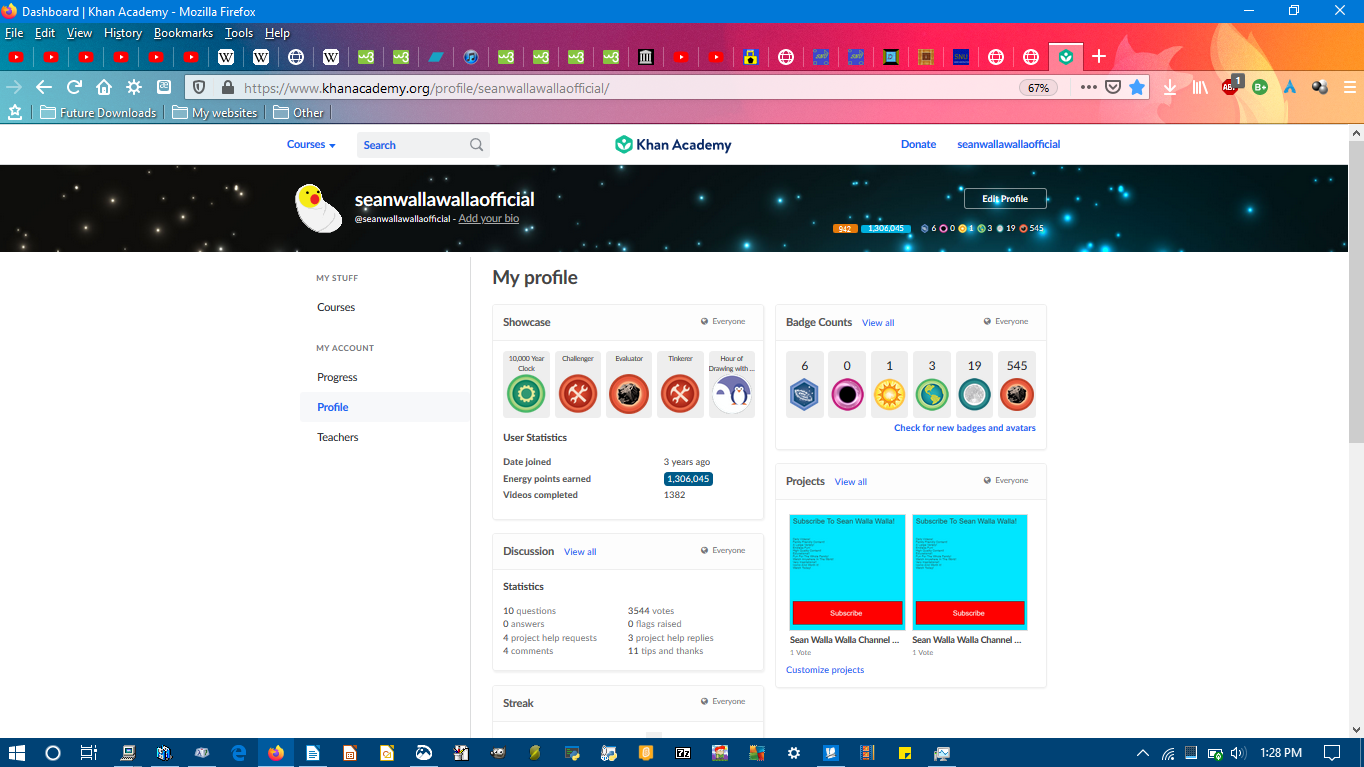 Dashboard | Khan Academy - Mozilla Firefox
File Edit View History Bookmarks Tools Help
https://www.khanacademy.org/profile/seanwallawallaofficial/
67%
1
Future Downloads My websites Other
Courses Search Khan Academy Donate seanwallawallaofficial
seanwallawallaofficial
@seanwallawallaofficial - Add your bio
Edit Profile
942 1,306,045 6 0 1 3 19 545
MY STUFF
Courses
MY ACCOUNT
Progress
Profile
Teachers
My profile
Showcase Everyone
10,000 Year Clock
Challenger
Evaluator
Tinkerer
Hour of Drawing with ...
User Statistics
Date joined 3 years ago
Energy points earned 1,306,045
Videos completed 1382
Discussion View all Everyone
Statistics
10 questions 3544 votes
0 answers 0 flags raised
4 project help requests 3 project help replies
4 comments 11 tips and thanks
Streak Everyone
Badge Counts View all Everyone
6 0 1 3 19 545
Check for new badges and avatars
Projects View all Everyone
Subscribe To Sean Walla Walla! Subscribe To Sean Walla Walla!
Subscribe Subscribe
Sean Walla Walla Channel ... Sean Walla Walla Channel ...
1 Vote 1 Vote
Customize projects
1:28 PM